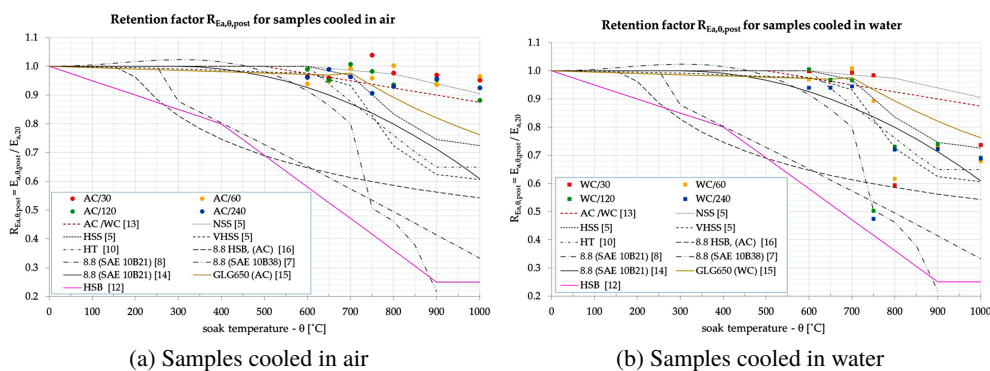 Retention factor R_Ea,θ,post for samples cooled in air
R_Ea,θ,post = E_a,θ,post / E_a,20
1.1
1.0
0.9
0.8
0.7
0.6
0.5
0.4
0.3
0.2
AC/30 AC/60
AC/120 AC/240
AC /WC [13] NSS [5]
HSS [5] VHSS [5]
HT [10] 8.8 HSB, (AC) [16]
8.8 (SAE 10B21) [8] 8.8 (SAE 10B38) [7]
8.8 (SAE 10B21) [14] GLG650 (AC) [15]
HSB [12]
0 100 200 300 400 500 600 700 800 900 1000
soak temperature - θ [˚C]
(a) Samples cooled in air
Retention factor R_Ea,θ,post for samples cooled in water
R_Ea,θ,post = E_a,θ,post / E_a,20
1.1
1.0
0.9
0.8
0.7
0.6
0.5
0.4
0.3
0.2
WC/30 WC/60
WC/120 WC/240
AC /WC [13] NSS [5]
HSS [5] VHSS [5]
HT [10] 8.8 HSB, (AC) [16]
8.8 (SAE 10B21) [8] 8.8 (SAE 10B38) [7]
8.8 (SAE 10B21) [14] GLG650 (WC) [15]
HSB [12]
0 100 200 300 400 500 600 700 800 900 1000
soak temperature - θ [˚C]
(b) Samples cooled in water